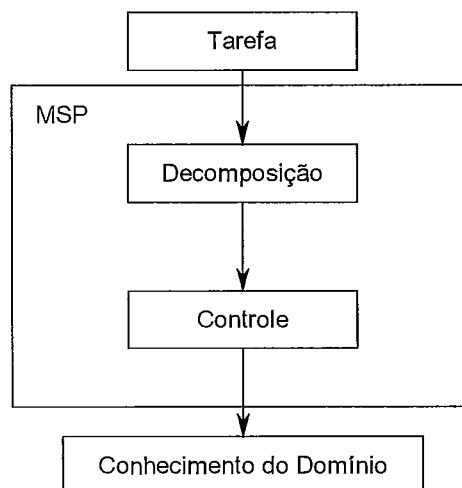 Tarefa
MSP
Decomposição
Controle
Conhecimento do Domínio